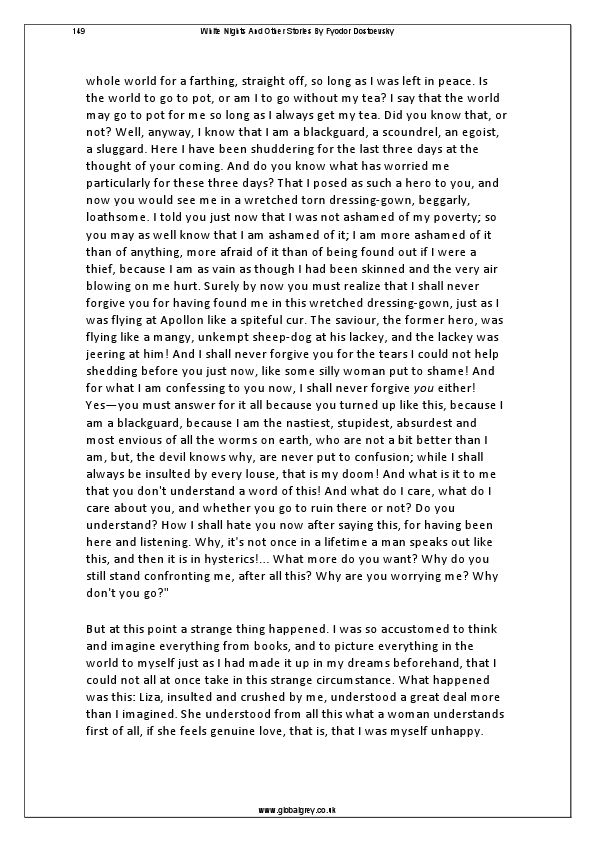 149
White Nights And Other Stories By Fyodor Dostoevsky
whole world for a farthing, straight off, so long as I was left in peace. Is
the world to go to pot, or am I to go without my tea? I say that the world
may go to pot for me so long as I always get my tea. Did you know that, or
not? Well, anyway, I know that I am a blackguard, a scoundrel, an egoist,
a sluggard. Here I have been shuddering for the last three days at the
thought of your coming. And do you know what has worried me
particularly for these three days? That I posed as such a hero to you, and
now you would see me in a wretched torn dressing-gown, beggarly,
loathsome. I told you just now that I was not ashamed of my poverty; so
you may as well know that I am ashamed of it; I am more ashamed of it
than of anything, more afraid of it than of being found out if I were a
thief, because I am as vain as though I had been skinned and the very air
blowing on me hurt. Surely by now you must realize that I shall never
forgive you for having found me in this wretched dressing-gown, just as I
was flying at Apollon like a spiteful cur. The saviour, the former hero, was
flying like a mangy, unkempt sheep-dog at his lackey, and the lackey was
jeering at him! And I shall never forgive you for the tears I could not help
shedding before you just now, like some silly woman put to shame! And
for what I am confessing to you now, I shall never forgive you either!
Yes—you must answer for it all because you turned up like this, because I
am a blackguard, because I am the nastiest, stupidest, absurdest and
most envious of all the worms on earth, who are not a bit better than I
am, but, the devil knows why, are never put to confusion; while I shall
always be insulted by every louse, that is my doom! And what is it to me
that you don't understand a word of this! And what do I care, what do I
care about you, and whether you go to ruin there or not? Do you
understand? How I shall hate you now after saying this, for having been
here and listening. Why, it's not once in a lifetime a man speaks out like
this, and then it is in hysterics!... What more do you want? Why do you
still stand confronting me, after all this? Why are you worrying me? Why
don't you go?"
But at this point a strange thing happened. I was so accustomed to think
and imagine everything from books, and to picture everything in the
world to myself just as I had made it up in my dreams beforehand, that I
could not all at once take in this strange circumstance. What happened
was this: Liza, insulted and crushed by me, understood a great deal more
than I imagined. She understood from all this what a woman understands
first of all, if she feels genuine love, that is, that I was myself unhappy.
www.globalgrey.co.uk